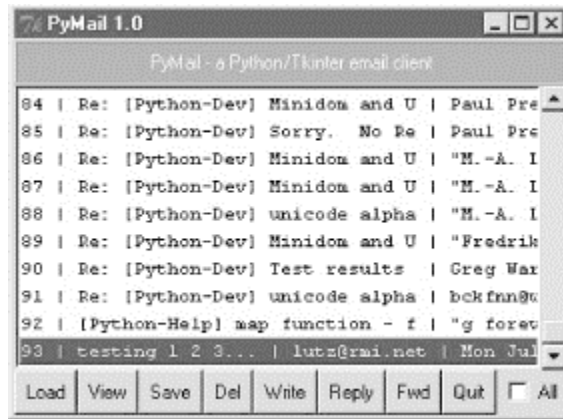 PyMail 1.0
PyMail - a Python/Tkinter email client
84 | Re: [Python-Dev] Minidom and U | Paul Pre
85 | Re: [Python-Dev] Sorry. No Re | Paul Pre
86 | Re: [Python-Dev] Minidom and U | "M.-A. L
87 | Re: [Python-Dev] Minidom and U | "M.-A. L
88 | Re: [Python-Dev] unicode alpha | "M.-A. L
89 | Re: [Python-Dev] Minidom and U | "Fredrik
90 | Re: [Python-Dev] Test results | Greg War
91 | Re: [Python-Dev] unicode alpha | bckfnn@w
92 | [Python-Help] map function - f | "g forev
93 | testing 1 2 3... | lutz@rmi.net | Mon Jul
Load View Save Del Write Reply Fwd Quit All